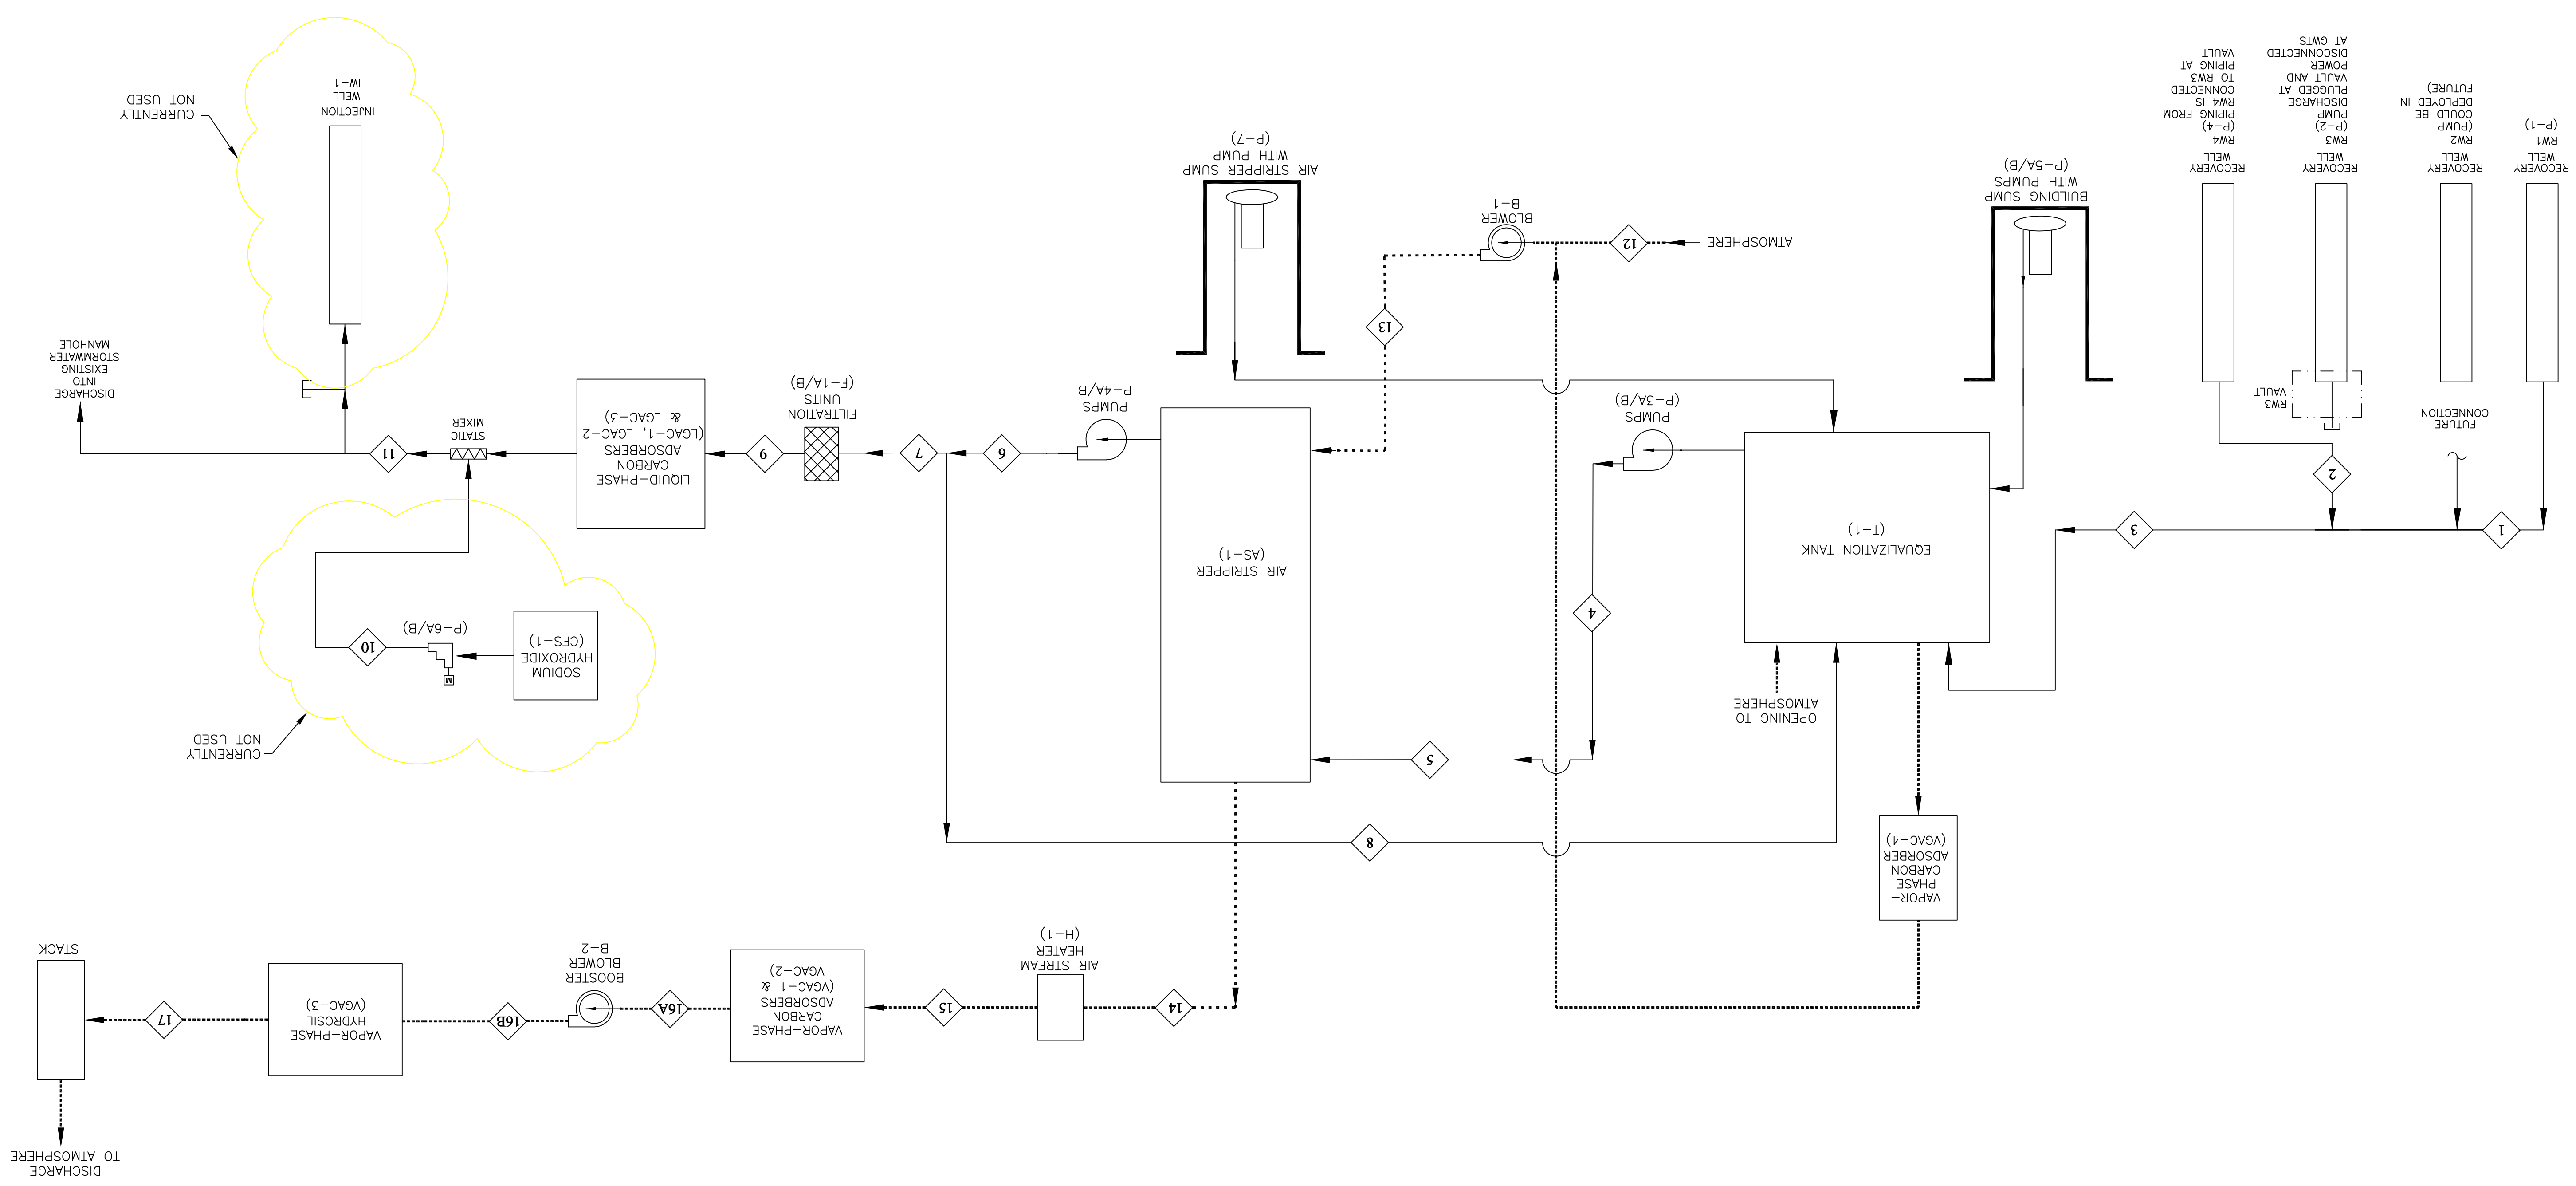 DISCHARGE
TO ATMOSPHERE
14
AIR STREAM
HEATER
(H-1)
15
VAPOR-PHASE
CARBON
ADSORBERS
(VGAC-1 &
VGAC-2)
16A
BOOSTER
BLOWER
B-2
16B
VAPOR-PHASE
HYDROSIL
(VGAC-3)
17
STACK
VAPOR-
PHASE
CARBON
ADSORBER
(VGAC-4)
8
OPENING TO
ATMOSPHERE
5
4
CURRENTLY
NOT USED
SODIUM
HYDROXIDE
(CFS-1)
(P-6A/B)
M
10
1
3
2
FUTURE
CONNECTION
RW3
VAULT
EQUALIZATION TANK
(T-1)
PUMPS
(P-3A/B)
AIR STRIPPER
(AS-1)
PUMPS
P-4A/B
6
7
FILTRATION
UNITS
(F-1A/B)
9
LIQUID-PHASE
CARBON
ADSORBERS
(LGAC-1, LGAC-2
& LGAC-3)
STATIC
MIXER
11
DISCHARGE
INTO
EXISTING
STORMWATER
MANHOLE
13
ATMOSPHERE
12
BLOWER
B-1
RECOVERY
WELL
RW1
(P-1)
RECOVERY
WELL
RW2
(PUMP
COULD BE
DEPLOYED IN
FUTURE)
RECOVERY
WELL
RW3
(P-2)
PUMP
DISCHARGE
PLUGGED AT
VAULT AND
POWER
DISCONNECTED
AT GWTS
RECOVERY
WELL
RW4
(P-4)
PIPING FROM
RW4 IS
CONNECTED
TO RW3
PIPING AT
VAULT
BUILDING SUMP
WITH PUMPS
(P-5A/B)
AIR STRIPPER SUMP
WITH PUMP
(P-7)
INJECTION
WELL
IW-1
CURRENTLY
NOT USED